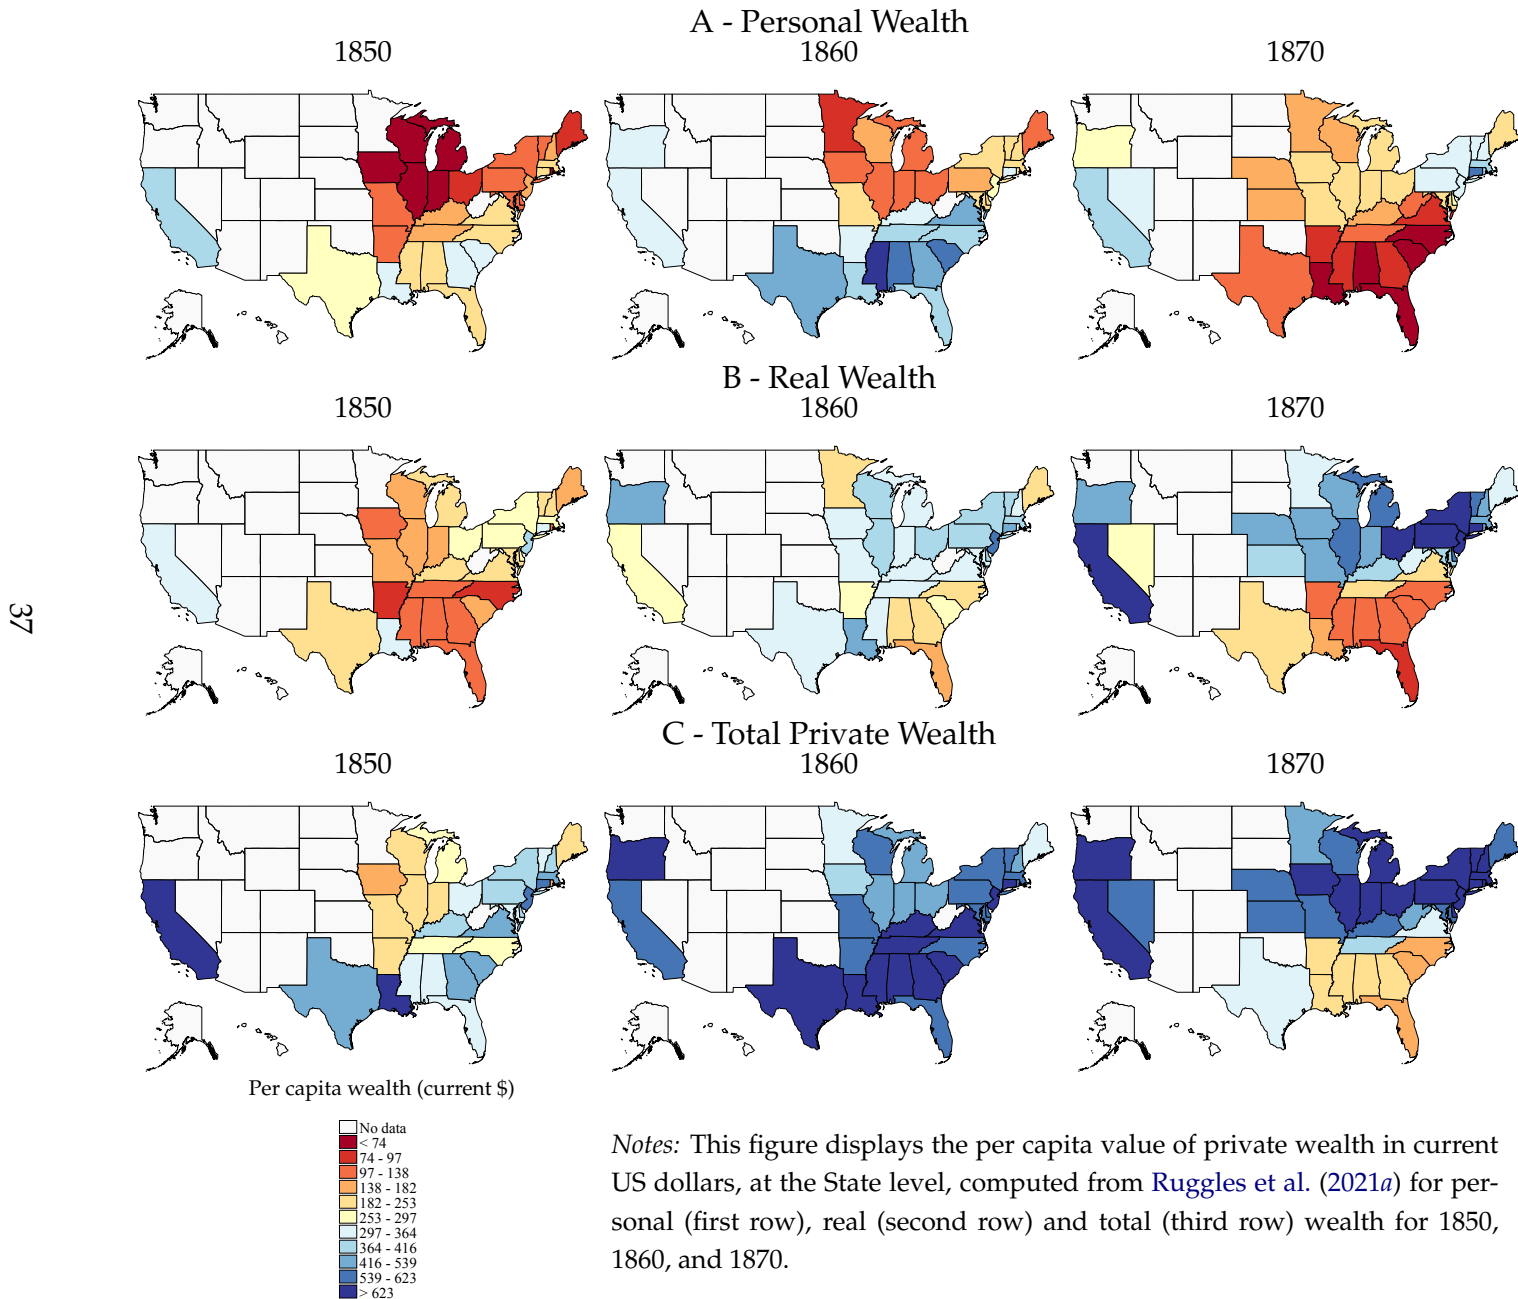 A - Personal Wealth
1850
1860
1870
B - Real Wealth
1850
1860
1870
C - Total Private Wealth
1850
1860
1870
37
Per capita wealth (current $)
No data
< 74
74 - 97
97 - 138
138 - 182
182 - 253
253 - 297
297 - 364
364 - 416
416 - 539
539 - 623
> 623
Notes: This figure displays the per capita value of private wealth in current
US dollars, at the State level, computed from Ruggles et al. (2021a) for per-
sonal (first row), real (second row) and total (third row) wealth for 1850,
1860, and 1870.